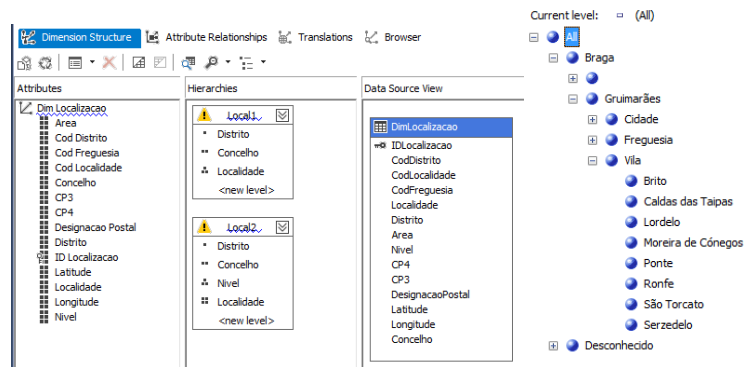 Current level: (All)
Dimension Structure Attribute Relationships Translations Browser
Attributes
Dim Localizacao
Area
Cod Distrito
Cod Freguesia
Cod Localidade
Concelho
CP3
CP4
Designacao Postal
Distrito
ID Localizacao
Latitude
Localidade
Longitude
Nivel
Hierarchies
Local1
Distrito
Concelho
Localidade
<new level>
Local2
Distrito
Concelho
Nivel
Localidade
<new level>
Data Source View
DimLocalizacao
IDLocalizacao
CodDistrito
CodLocalidade
CodFreguesia
Localidade
Distrito
Area
Nivel
CP4
CP3
DesignacaoPostal
Latitude
Longitude
Concelho
All
Braga
Gruimarães
Cidade
Freguesia
Vila
Brito
Caldas das Taipas
Lordelo
Moreira de Cónegos
Ponte
Ronfe
São Torcato
Serzedelo
Desconhecido